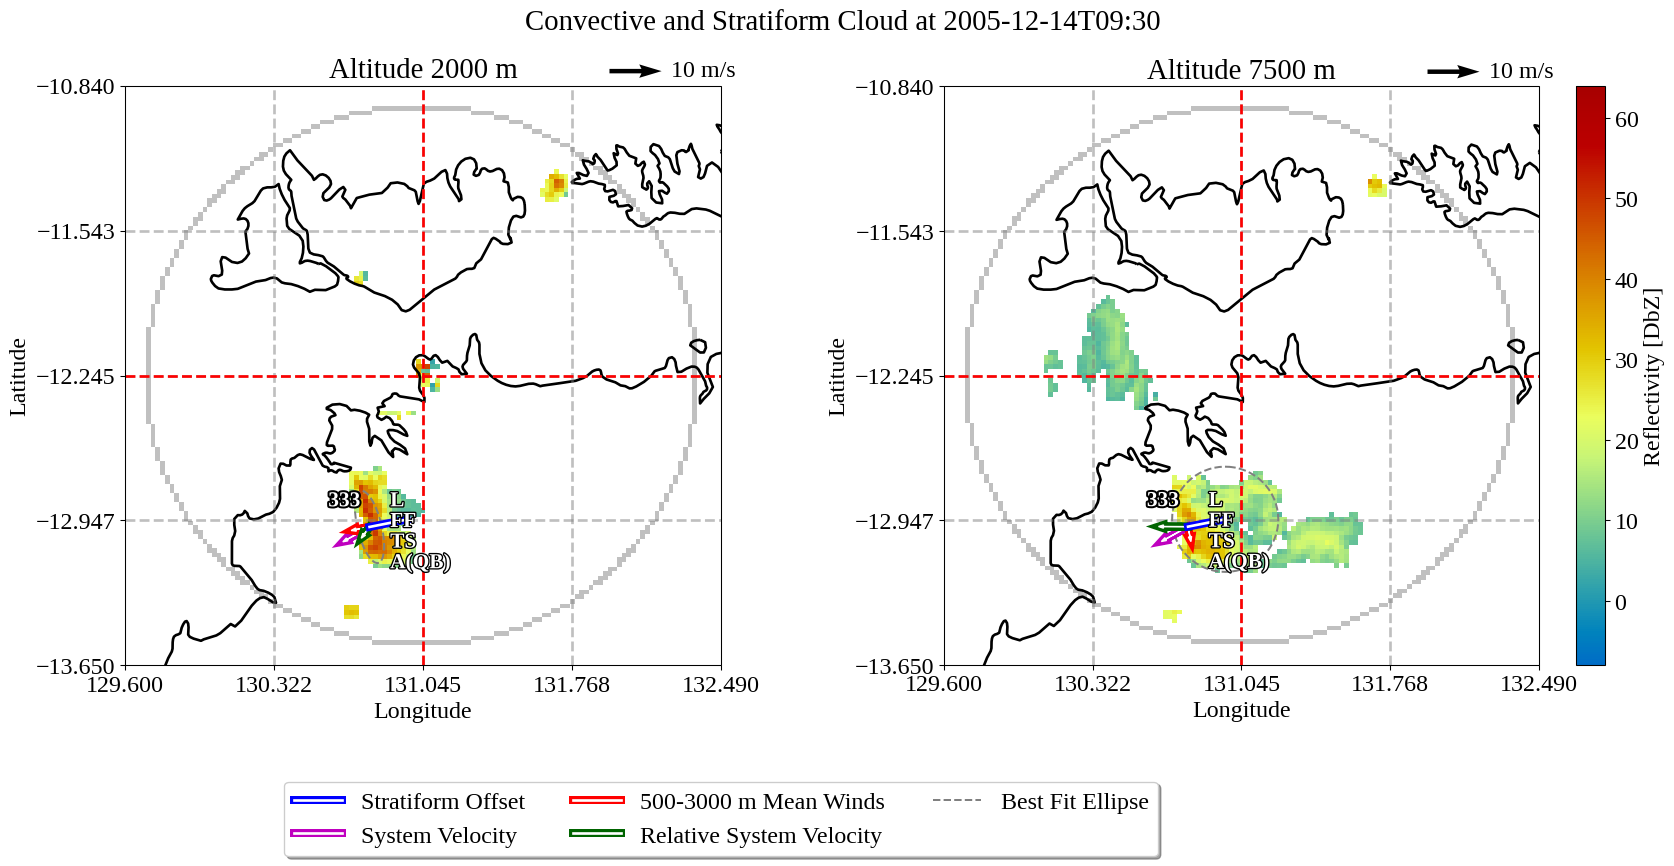 Convective and Stratiform Cloud at 2005-12-14T09:30
Altitude 2000 m
10 m/s
−10.840
−11.543
−12.245
−12.947
−13.650
Latitude
129.600
130.322
131.045
131.768
132.490
Longitude
333
L
FF
TS
A(QB)
Altitude 7500 m
10 m/s
−10.840
−11.543
−12.245
−12.947
−13.650
Latitude
129.600
130.322
131.045
131.768
132.490
Longitude
333
L
FF
TS
A(QB)
60
50
40
30
20
10
0
Reflectivity [DbZ]
Stratiform Offset
System Velocity
500-3000 m Mean Winds
Relative System Velocity
Best Fit Ellipse